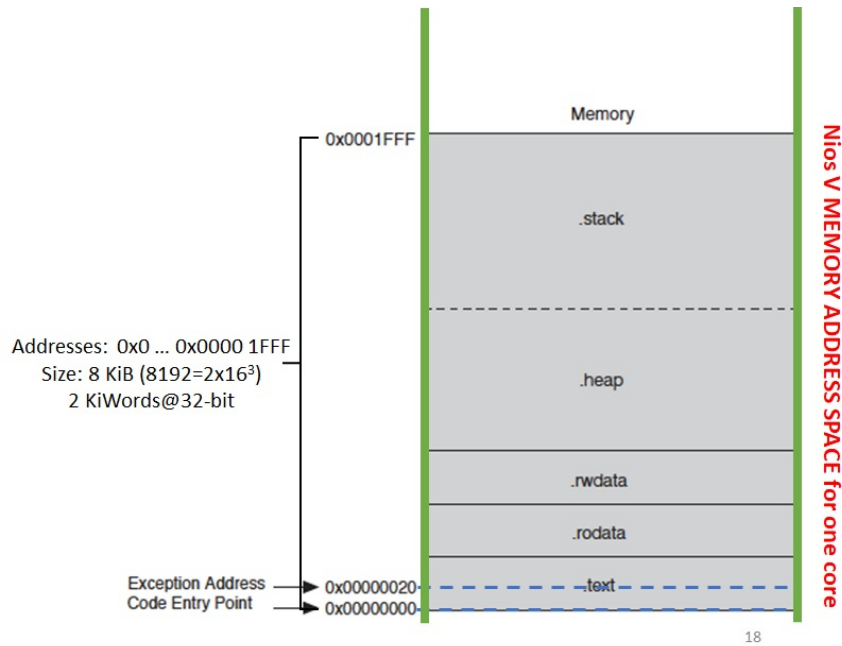 Memory
0x0001FFF
.stack
Addresses: 0x0 ... 0x0000 1FFF
Size: 8 KiB (8192=2x16³)
2 KiWords@32-bit
.heap
.rwdata
.rodata
.text
Exception Address
0x00000020
Code Entry Point
0x00000000
Nios V MEMORY ADDRESS SPACE for one core
18